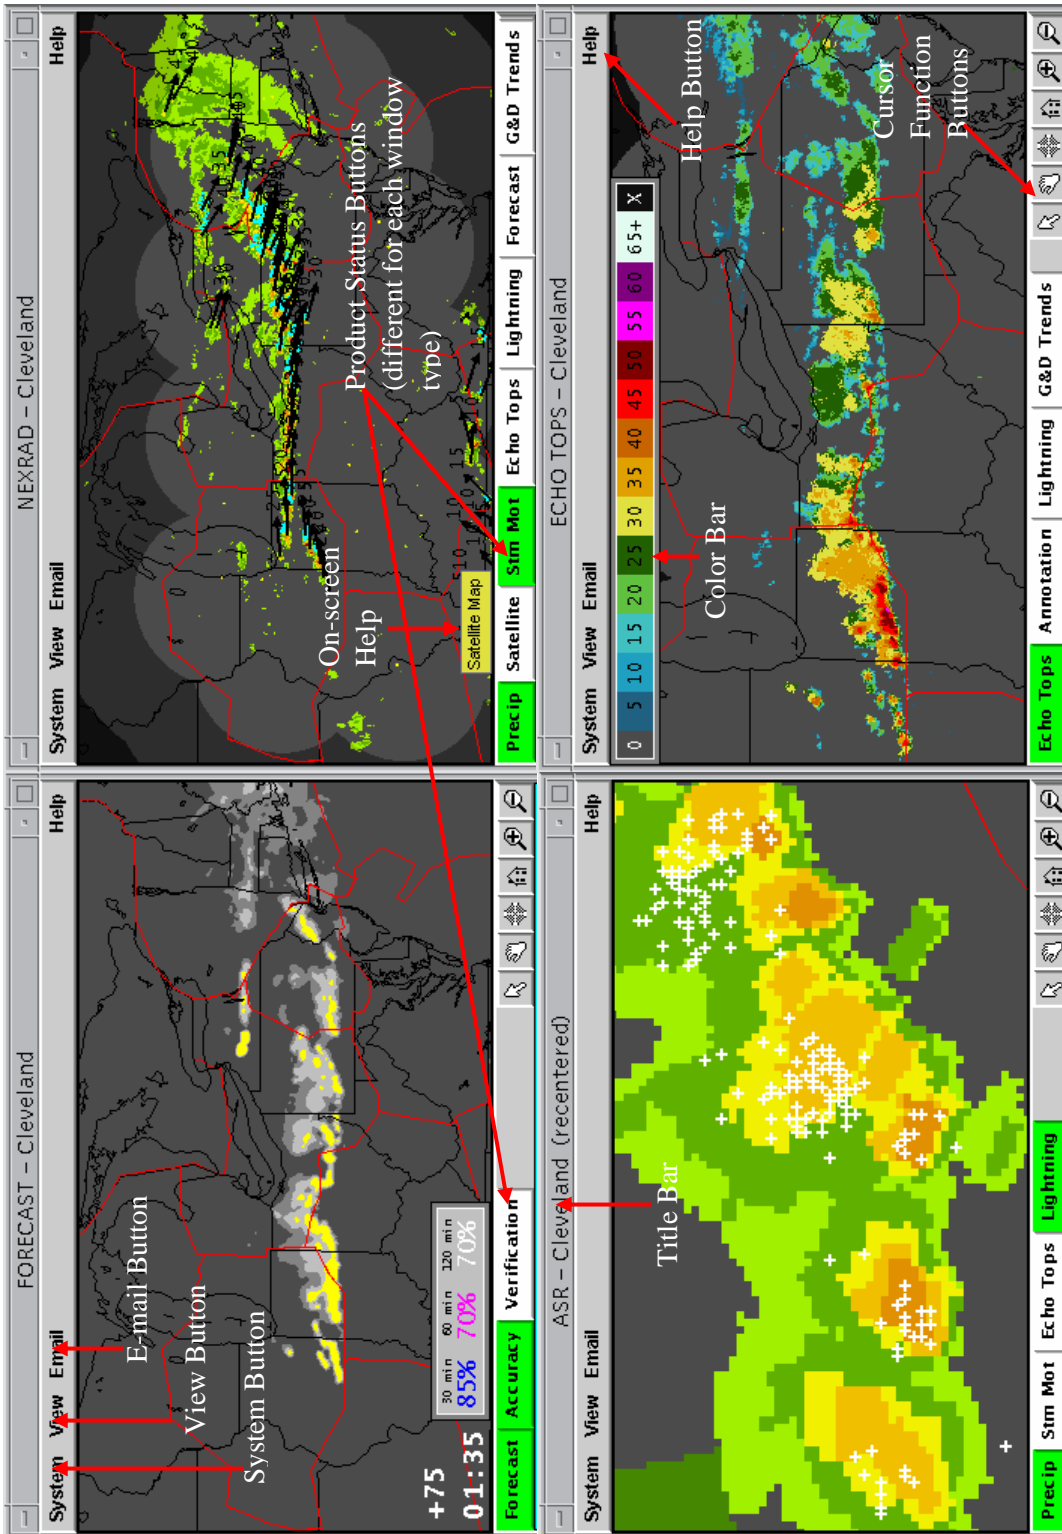 FORECAST – Cleveland
System View Email Help
E-mail Button
View Button
System Button
+75
01:35
30 min 60 min 120 min
85% 70% 70%
Forecast Accuracy Verification
NEXRAD – Cleveland
System View Email Help
On-screen
Help
Satellite Map
Product Status Buttons
(different for each window
type)
Precip Satellite Stm Mot Echo Tops Lightning Forecast G&D Trends
ASR – Cleveland (recentered)
System View Email Help
Title Bar
Precip Stm Mot Echo Tops Lightning
ECHO TOPS – Cleveland
System View Email Help
0 5 10 15 20 25 30 35 40 45 50 55 60 65+ X
Color Bar
Help Button
Cursor
Function
Buttons
Echo Tops Annotation Lightning G&D Trends